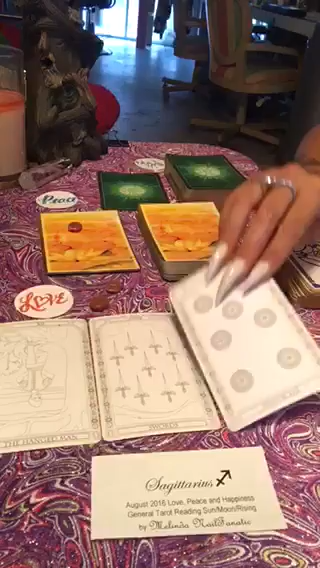 Peace
LOVE
THE HANGED MAN
SWORDS
Sagittarius ♐
August 2016 Love, Peace and Happiness
General Tarot Reading Sun/Moon/Rising
by Melinda NailFanatic